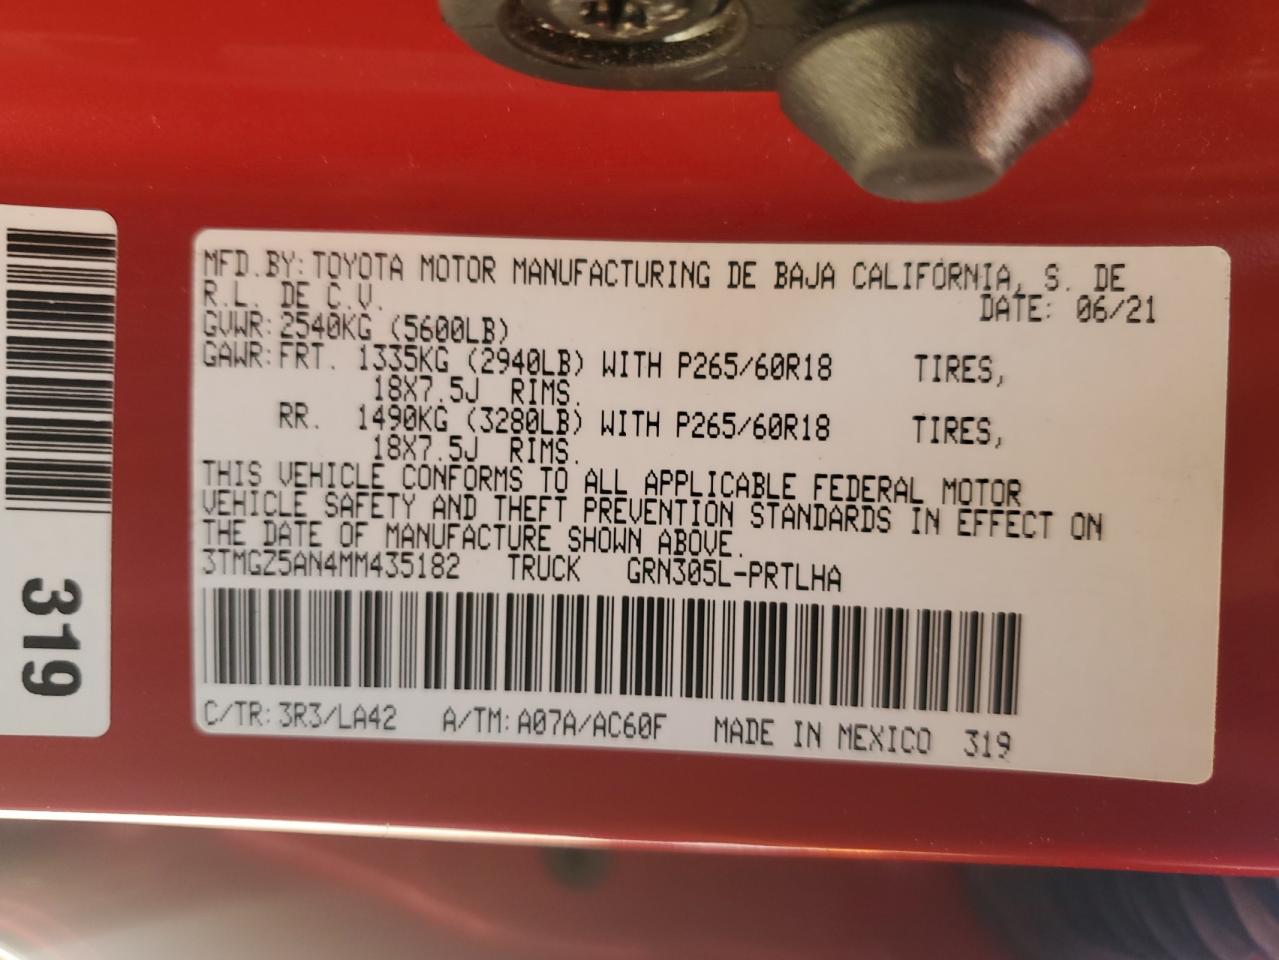 MFD.BY:TOYOTA MOTOR MANUFACTURING DE BAJA CALIFORNIA, S. DE
R.L. DE C.V. DATE: 06/21
GVWR:2540KG (5600LB)
GAWR:FRT. 1335KG (2940LB) WITH P265/60R18 TIRES,
18X7.5J RIMS.
RR. 1490KG (3280LB) WITH P265/60R18 TIRES,
18X7.5J RIMS.
THIS VEHICLE CONFORMS TO ALL APPLICABLE FEDERAL MOTOR
VEHICLE SAFETY AND THEFT PREVENTION STANDARDS IN EFFECT ON
THE DATE OF MANUFACTURE SHOWN ABOVE.
3TMGZ5AN4MM435182 TRUCK GRN305L-PRTLHA
C/TR:3R3/LA42 A/TM:A07A/AC60F MADE IN MEXICO 319
319